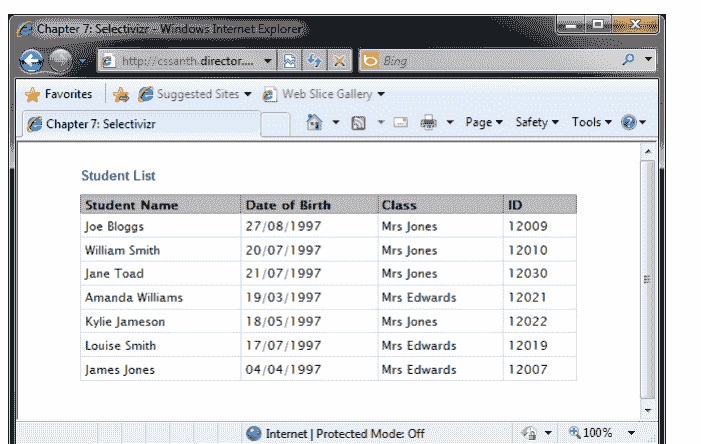 Chapter 7: Selectivizr - Windows Internet Explorer
http://cssanth.director.... Bing
Favorites Suggested Sites Web Slice Gallery
Chapter 7: Selectivizr Page Safety Tools
Student List
Student Name Date of Birth Class ID
Joe Bloggs 27/08/1997 Mrs Jones 12009
William Smith 20/07/1997 Mrs Jones 12010
Jane Toad 21/07/1997 Mrs Jones 12030
Amanda Williams 19/03/1997 Mrs Edwards 12021
Kylie Jameson 18/05/1997 Mrs Jones 12022
Louise Smith 17/07/1997 Mrs Edwards 12019
James Jones 04/04/1997 Mrs Edwards 12007
Internet | Protected Mode: Off 100%